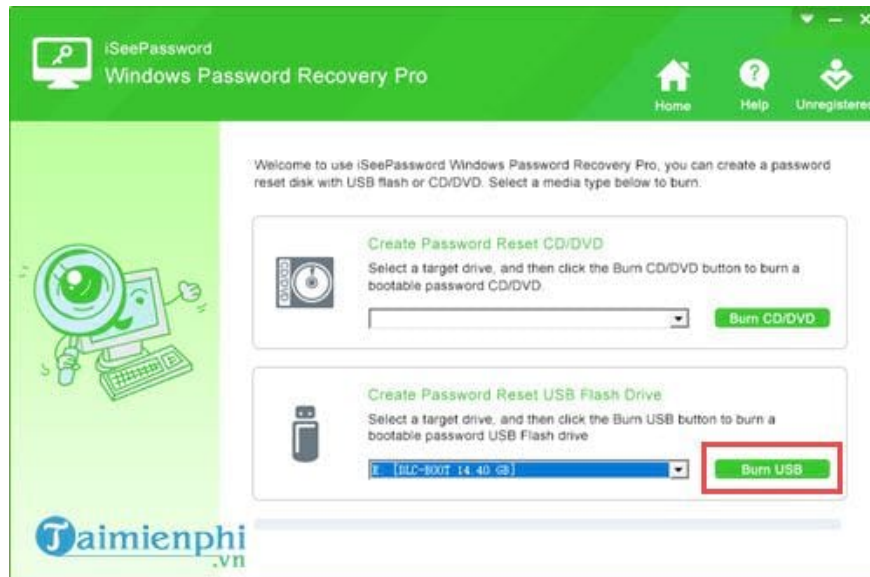 iSeePassword
Windows Password Recovery Pro
Home
Help
Unregistere
Welcome to use iSeePassword Windows Password Recovery Pro, you can create a password
reset disk with USB flash or CD/DVD. Select a media type below to burn.
Create Password Reset CD/DVD
Select a target drive, and then click the Burn CD/DVD button to burn a
bootable password CD/DVD.
CD/DVD
Burn CD/DVD
Create Password Reset USB Flash Drive
Select a target drive, and then click the Burn USB button to burn a
bootable password USB Flash drive
E: [DLC-BOOT 14.40 GB]
Burn USB
Taimienphi
.vn